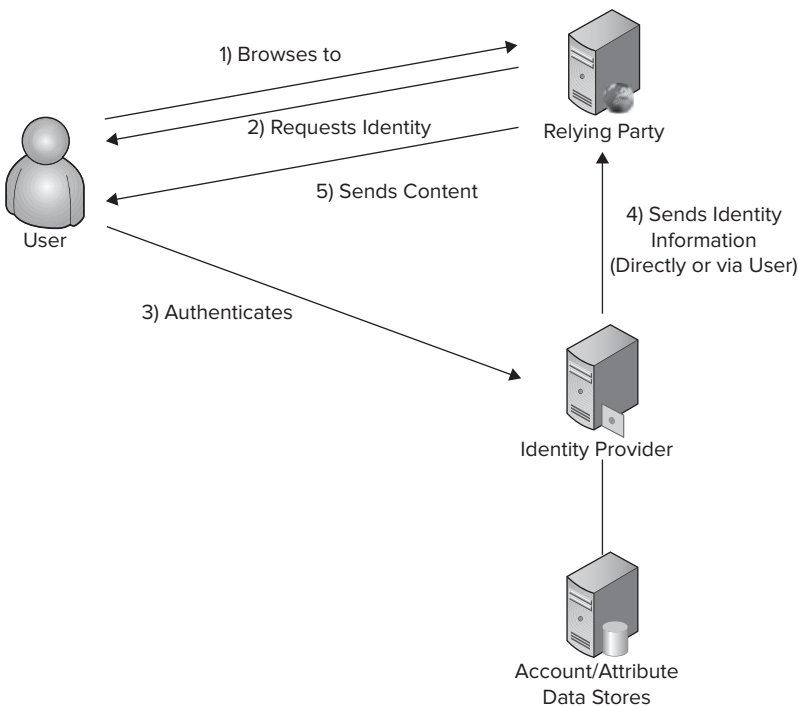 1) Browses to
2) Requests Identity
Relying Party
5) Sends Content
User
4) Sends Identity
Information
(Directly or via User)
3) Authenticates
Identity Provider
Account/Attribute
Data Stores